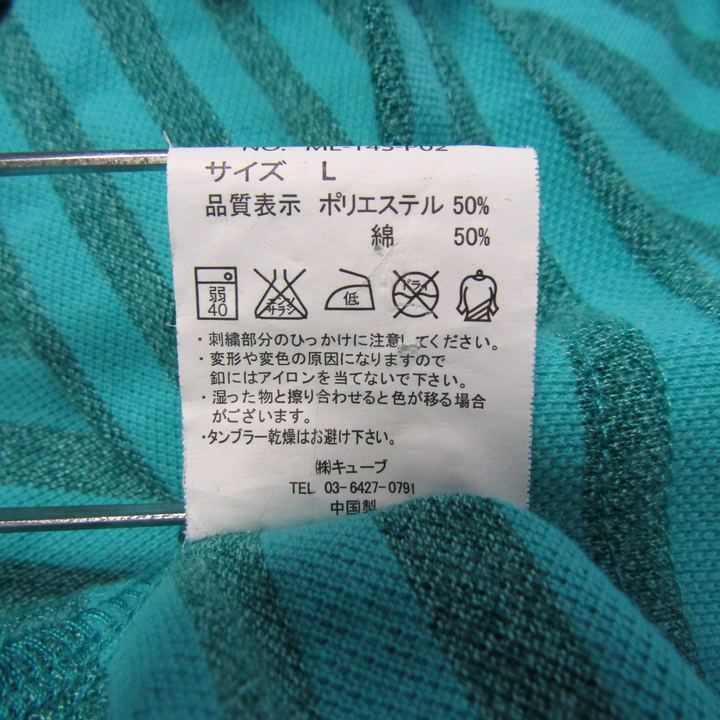 サイズ L
品質表示 ポリエステル 50%
綿 50%
弱 40 エンソサラシ 低 ドライ
・刺繍部分のひっかけに注意してください。
・変形や変色の原因になりますので
釦にはアイロンを当てないで下さい。
・湿った物と擦り合わせると色が移る場合
がございます。
・タンブラー乾燥はお避け下さい。
㈱キューブ
TEL. 03-6427-0791
中国製